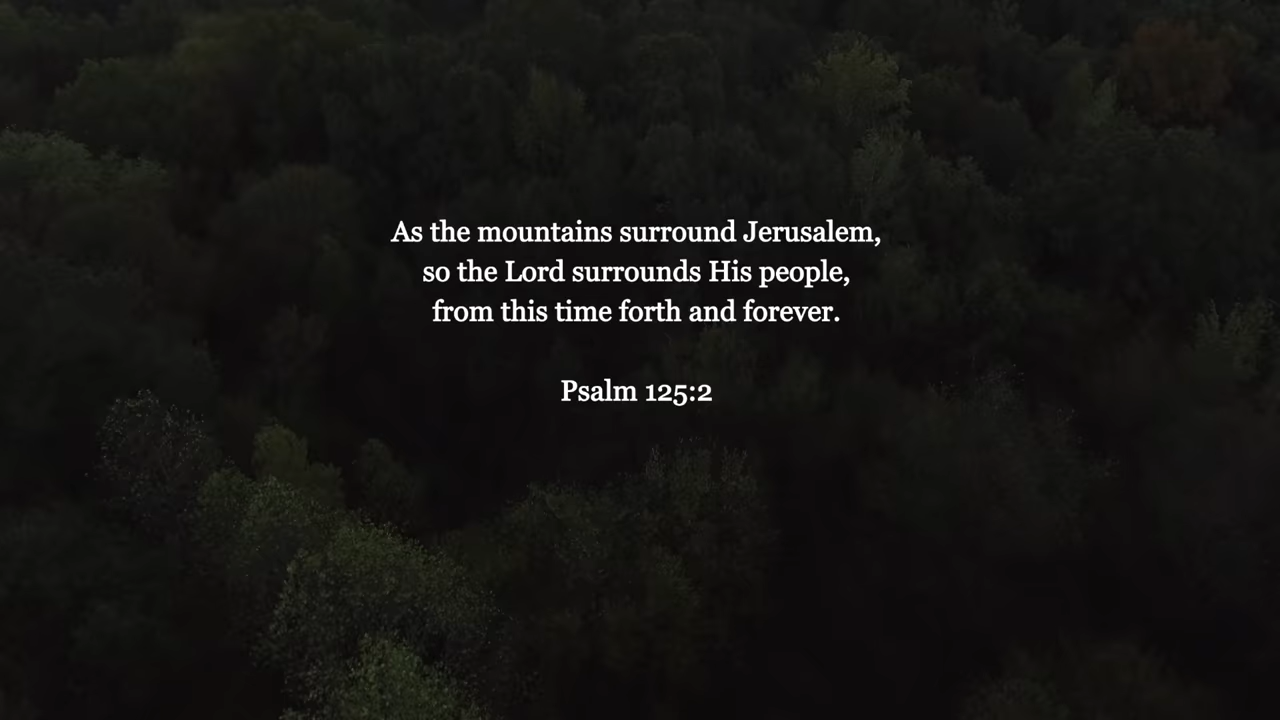 As the mountains surround Jerusalem,
so the Lord surrounds His people,
from this time forth and forever.
Psalm 125:2